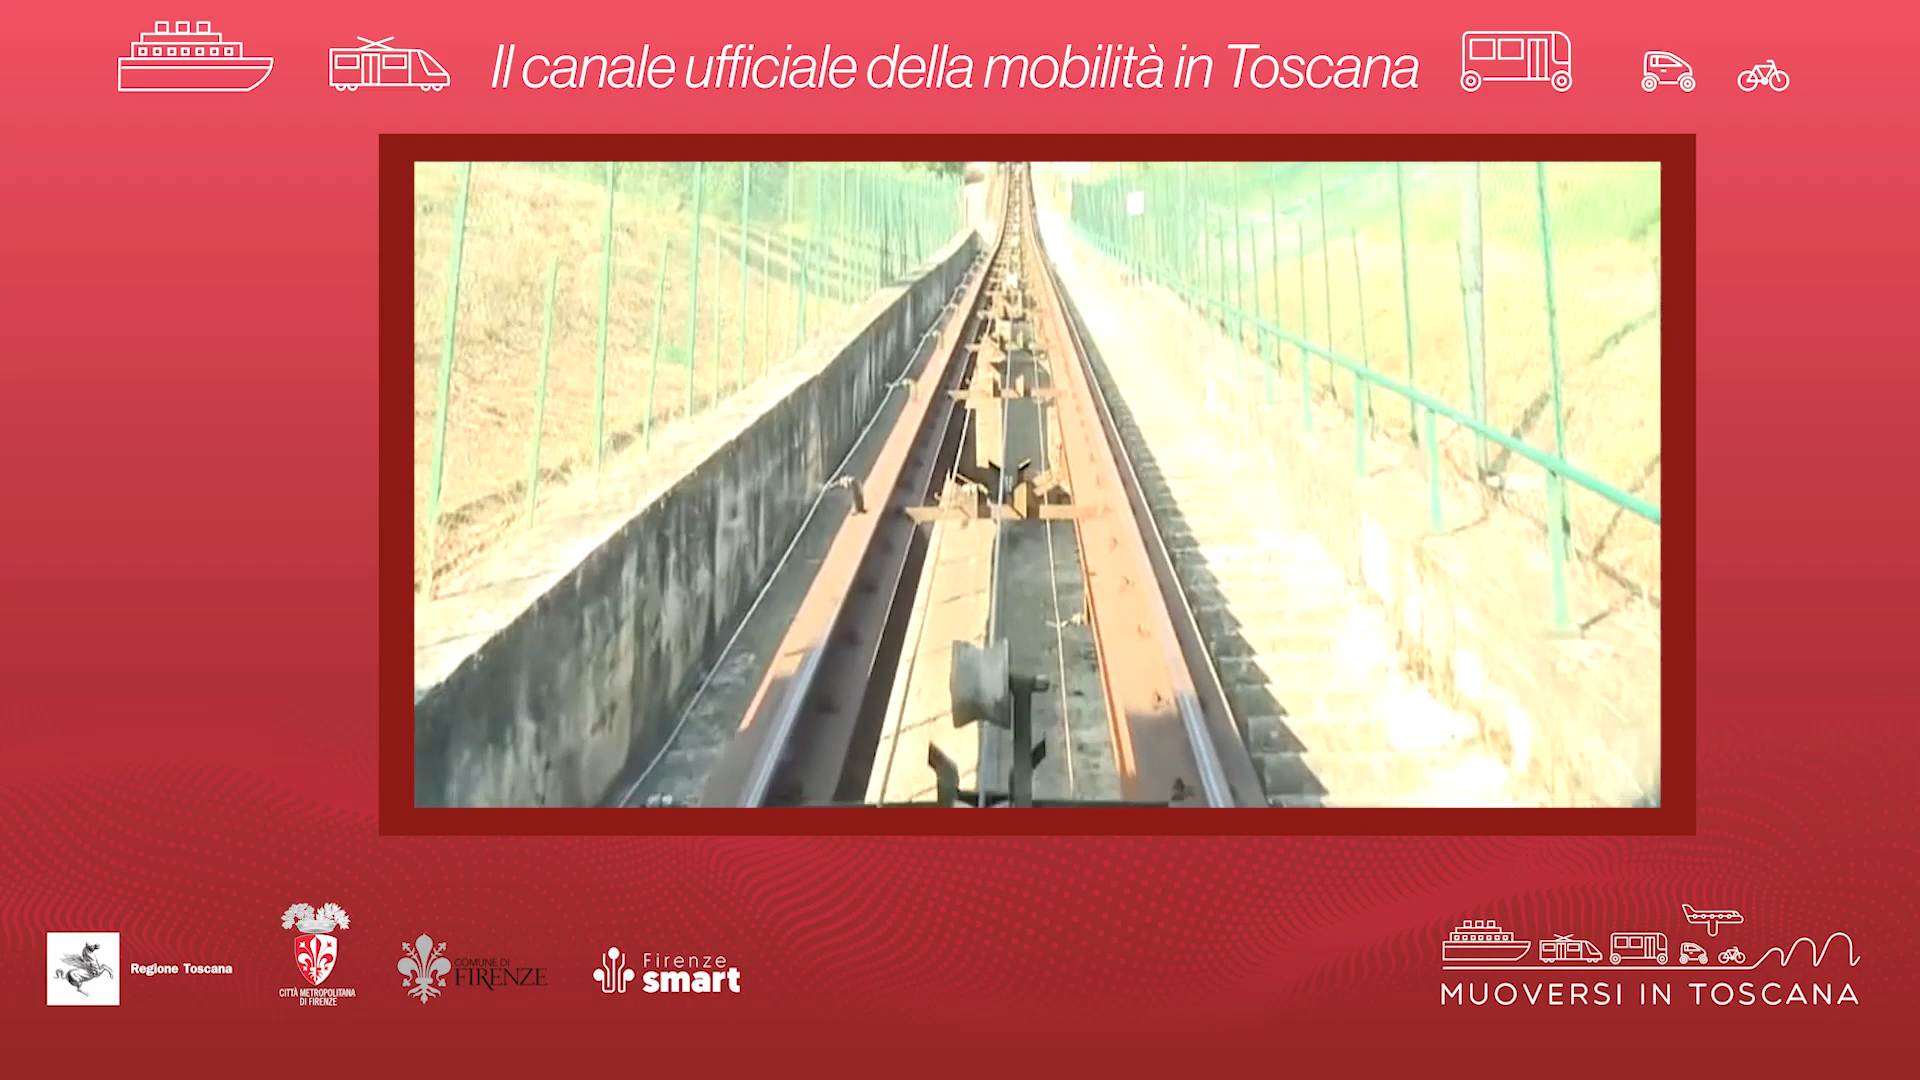 Il canale ufficiale della mobilità in Toscana
Regione Toscana
CITTÀ METROPOLITANA
DI FIRENZE
COMUNE DI
FIRENZE
Firenze
smart
MUOVERSI IN TOSCANA